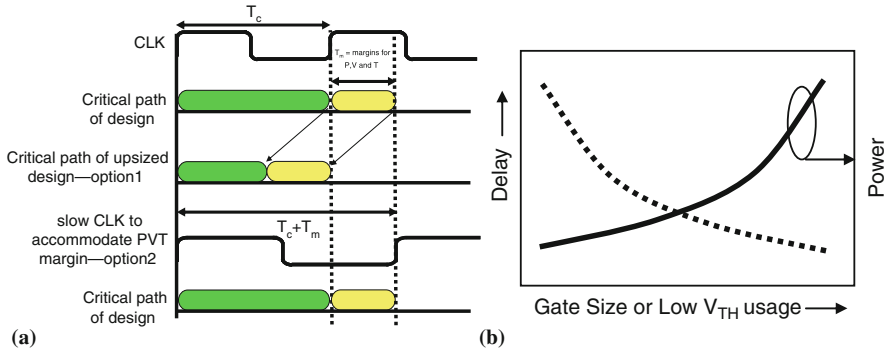 T_c
CLK
T_m = margins for
P,V and T
Critical path
of design
Critical path of upsized
design—option1
slow CLK to
accommodate PVT
margin—option2
T_c+T_m
Critical path
of design
(a)
Delay
Power
Gate Size or Low V_TH usage
(b)